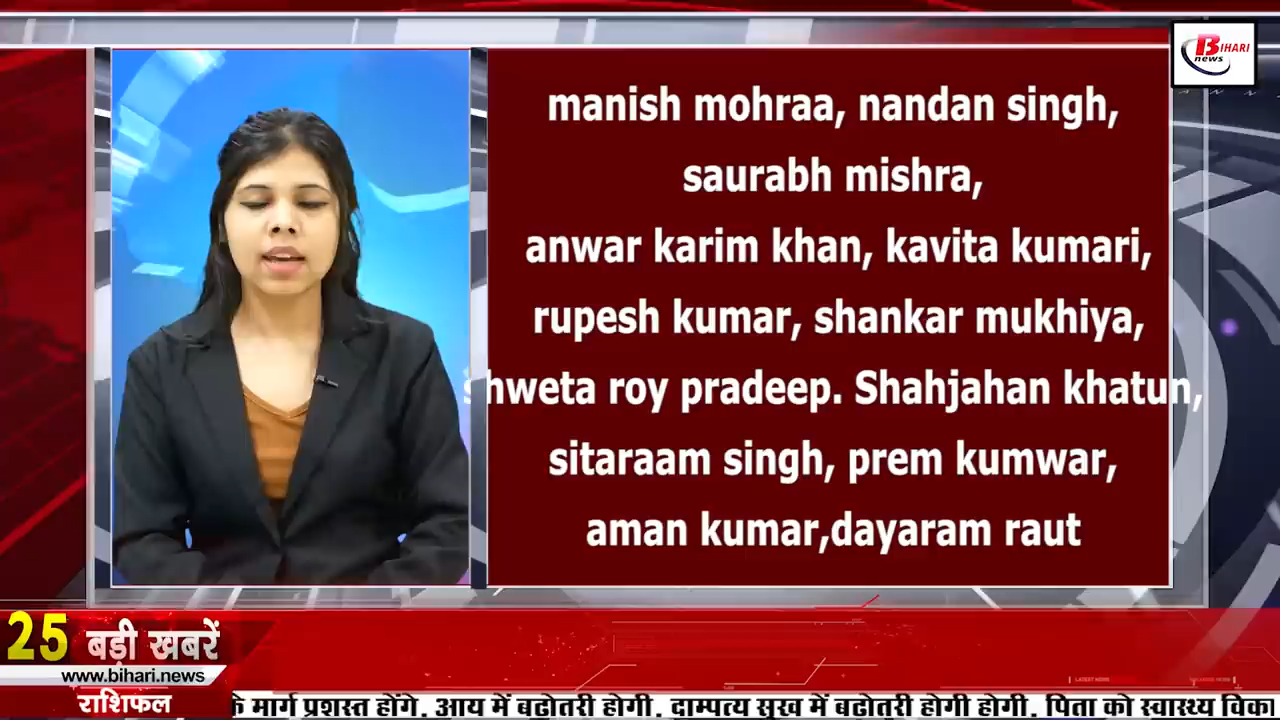 BIHARI
news
manish mohraa, nandan singh,
saurabh mishra,
anwar karim khan, kavita kumari,
rupesh kumar, shankar mukhiya,
shweta roy pradeep. Shahjahan khatun,
sitaraam singh, prem kumwar,
aman kumar,dayaram raut
25 बड़ी खबरें
www.bihari.news
राशिफल
के मार्ग प्रशस्त होंगे. आय में बढोतरी होगी. दाम्पत्य सुख में बढोतरी होगी होगी. पिता को स्वास्थ्य विका